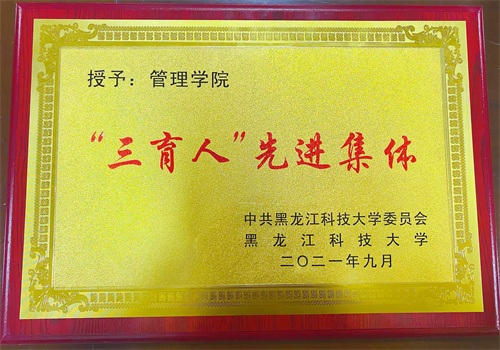 授予：管理学院
“三育人”先进集体
中共黑龙江科技大学委员会
黑龙江科技大学
二〇二一年九月